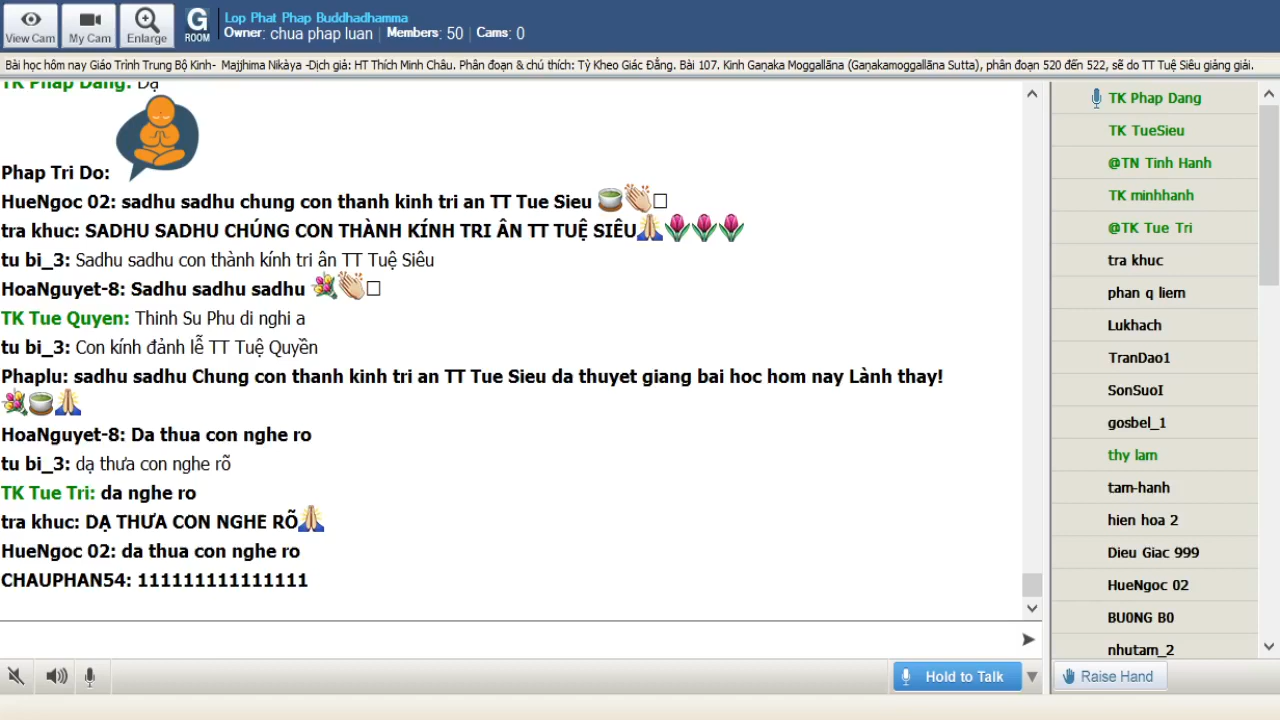 View Cam
My Cam
Enlarge
G
ROOM
Lop Phat Phap Buddhadhamma
Owner: chua phap luan | Members: 50 | Cams: 0
Bài học hôm nay Giáo Trình Trung Bộ Kinh- Majjhima Nikàya -Dịch giả: HT Thích Minh Châu. Phân đoạn & chú thích: Tỳ Kheo Giác Đẳng. Bài 107. Kinh Gaṇaka Moggallāna (Gaṇakamoggallāna Sutta), phân đoạn 520 đến 522, sẽ do TT Tuệ Siêu giảng giải.
TK Phap Dang: Dạ
Phap Tri Do:
HueNgoc 02: sadhu sadhu chung con thanh kinh tri an TT Tue Sieu 🍵👏□
tra khuc: SADHU SADHU CHÚNG CON THÀNH KÍNH TRI ÂN TT TUỆ SIÊU🙏🌷🌷🌷
tu bi_3: Sadhu sadhu con thành kính tri ân TT Tuệ Siêu
HoaNguyet-8: Sadhu sadhu sadhu 💐👏□
TK Tue Quyen: Thinh Su Phu di nghi a
tu bi_3: Con kính đảnh lễ TT Tuệ Quyền
Phaplu: sadhu sadhu Chung con thanh kinh tri an TT Tue Sieu da thuyet giang bai hoc hom nay Lành thay!
💐🍵🙏
HoaNguyet-8: Da thua con nghe ro
tu bi_3: dạ thưa con nghe rõ
TK Tue Tri: da nghe ro
tra khuc: DẠ THƯA CON NGHE RÕ🙏
HueNgoc 02: da thua con nghe ro
CHAUPHAN54: 111111111111111
Hold to Talk
TK Phap Dang
TK TueSieu
@TN Tinh Hanh
TK minhhanh
@TK Tue Tri
tra khuc
phan q liem
Lukhach
TranDao1
SonSuoI
gosbel_1
thy lam
tam-hanh
hien hoa 2
Dieu Giac 999
HueNgoc 02
BU0NG B0
nhutam_2
Raise Hand